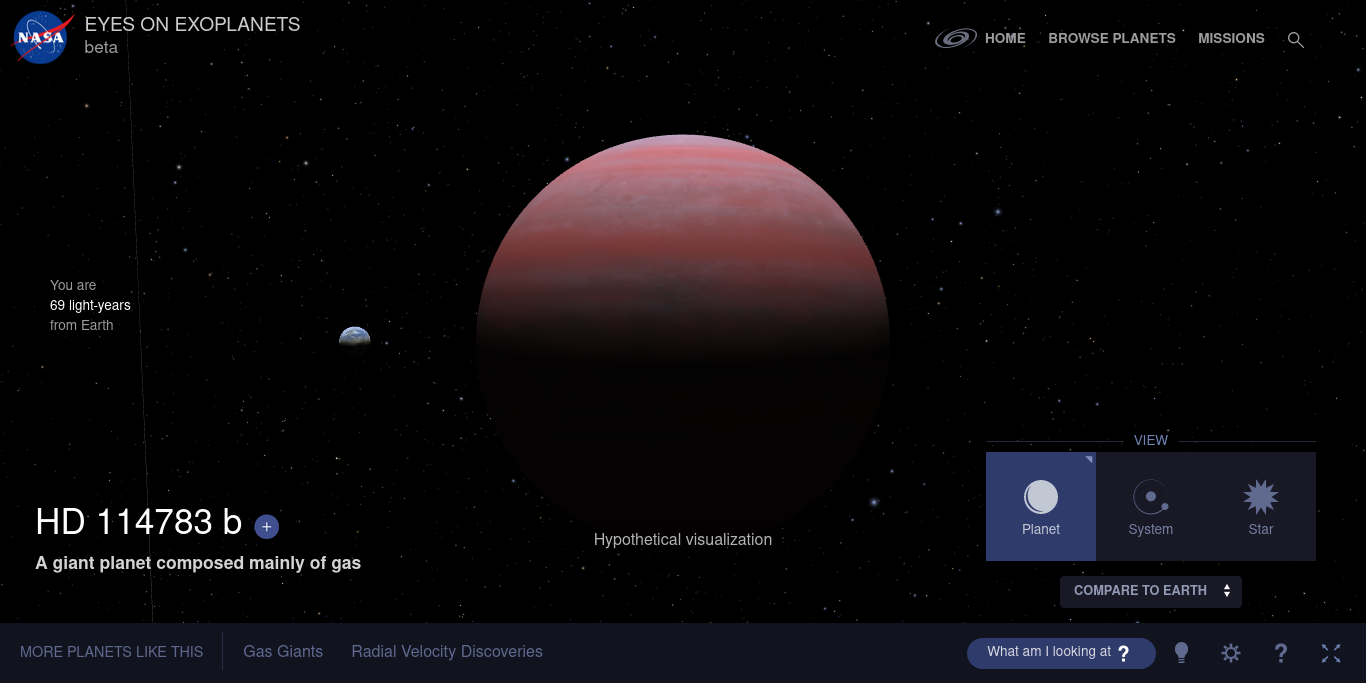 NASA
EYES ON EXOPLANETS
beta
HOME
BROWSE PLANETS
MISSIONS
You are
69 light-years
from Earth
VIEW
Planet
System
Star
HD 114783 b +
A giant planet composed mainly of gas
Hypothetical visualization
COMPARE TO EARTH
MORE PLANETS LIKE THIS
Gas Giants
Radial Velocity Discoveries
What am I looking at ?
?